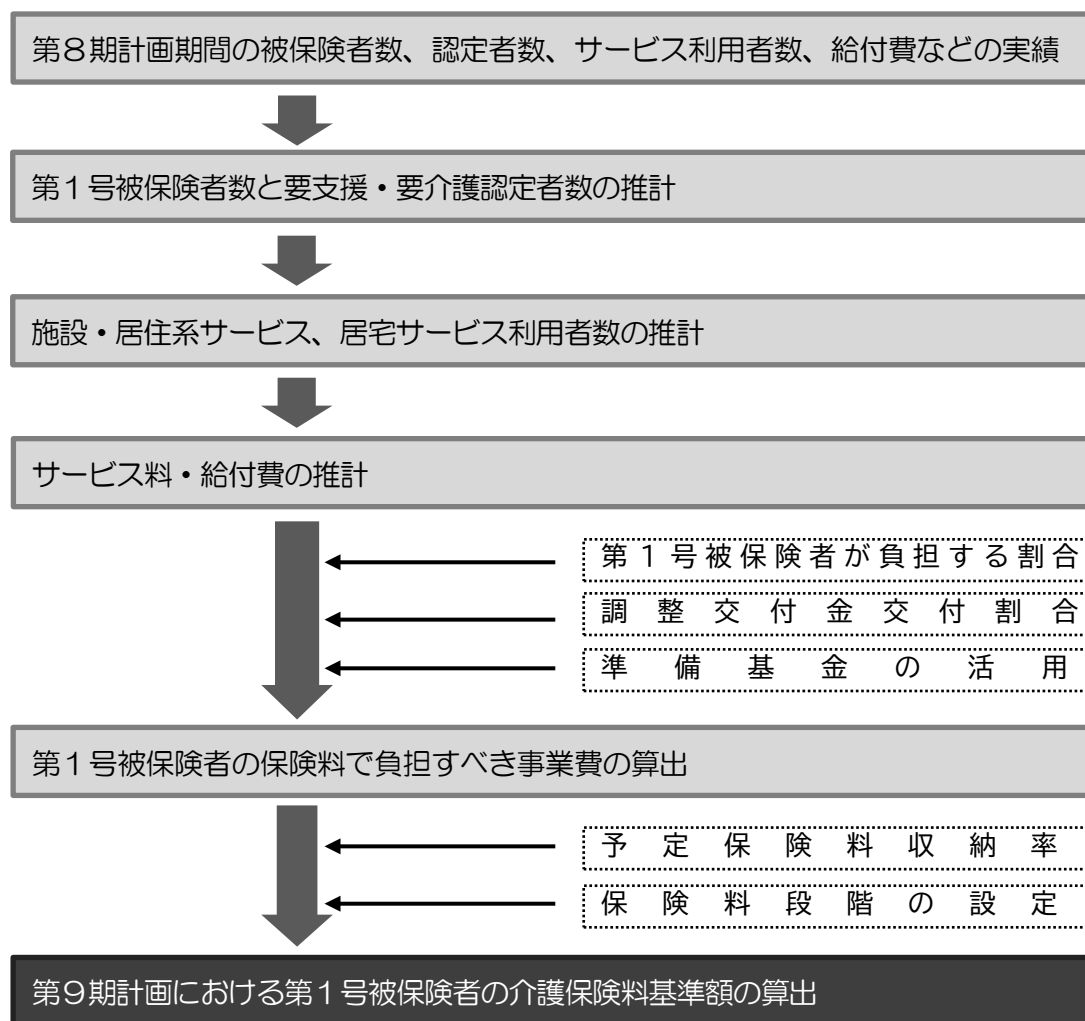 第８期計画期間の被保険者数、認定者数、サービス利用者数、給付費などの実績
第１号被保険者数と要支援・要介護認定者数の推計
施設・居住系サービス、居宅サービス利用者数の推計
サービス料・給付費の推計
第１号被保険者が負担する割合
調整交付金交付割合
準備基金の活用
第１号被保険者の保険料で負担すべき事業費の算出
予定保険料収納率
保険料段階の設定
第９期計画における第１号被保険者の介護保険料基準額の算出